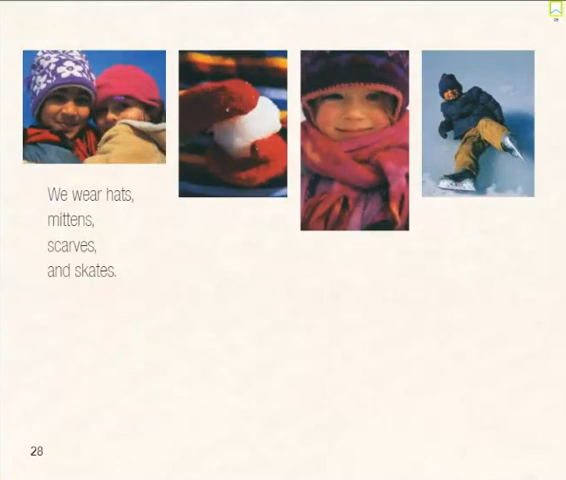 We wear hats,
mittens,
scarves,
and skates.
28